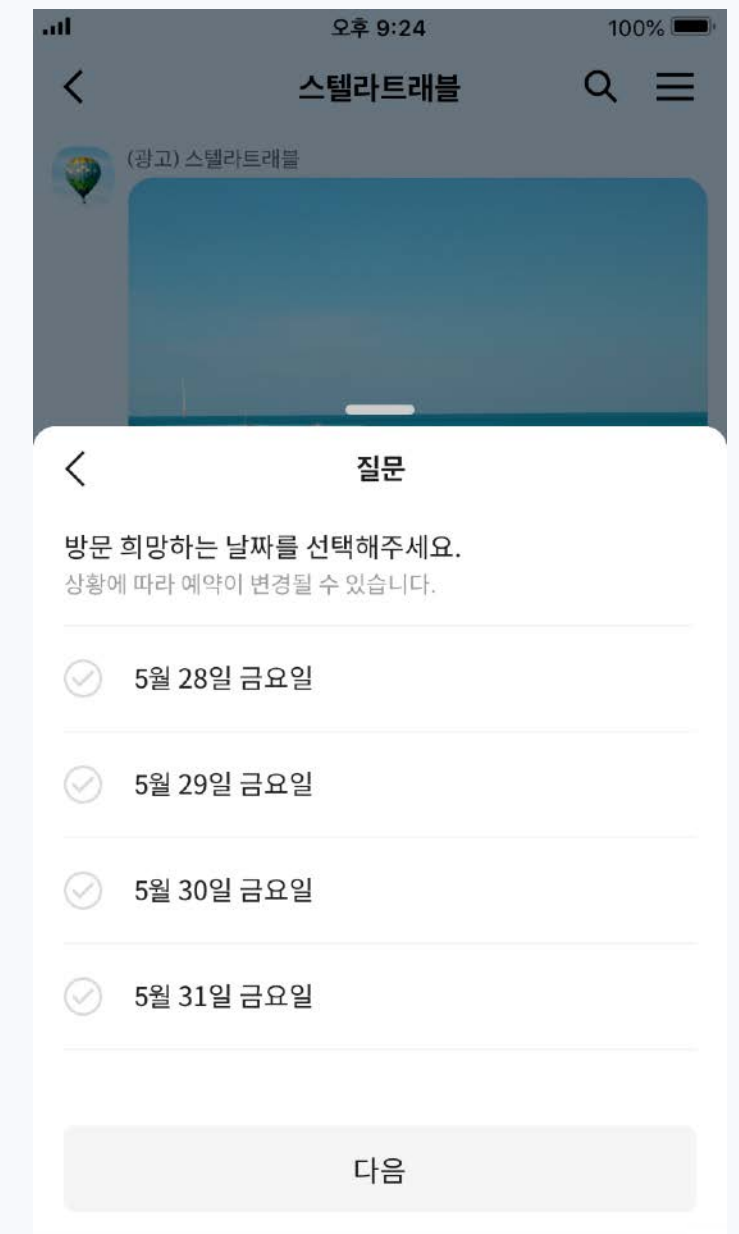 오후 9:24
100%
스텔라트래블
(광고) 스텔라트래블
질문
방문 희망하는 날짜를 선택해주세요.
상황에 따라 예약이 변경될 수 있습니다.
5월 28일 금요일
5월 29일 금요일
5월 30일 금요일
5월 31일 금요일
다음